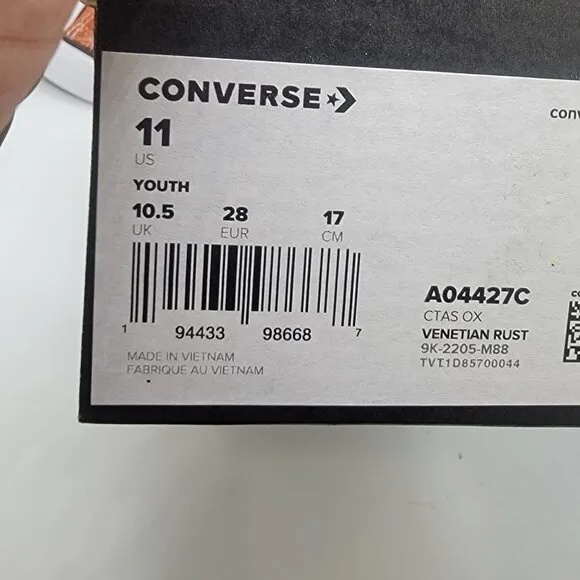 CONVERSE
11
US
YOUTH
10.5 28 17
UK EUR CM
1 94433 98668 7
MADE IN VIETNAM
FABRIQUE AU VIETNAM
A04427C
CTAS OX
VENETIAN RUST
9K-2205-M88
TVT1D85700044